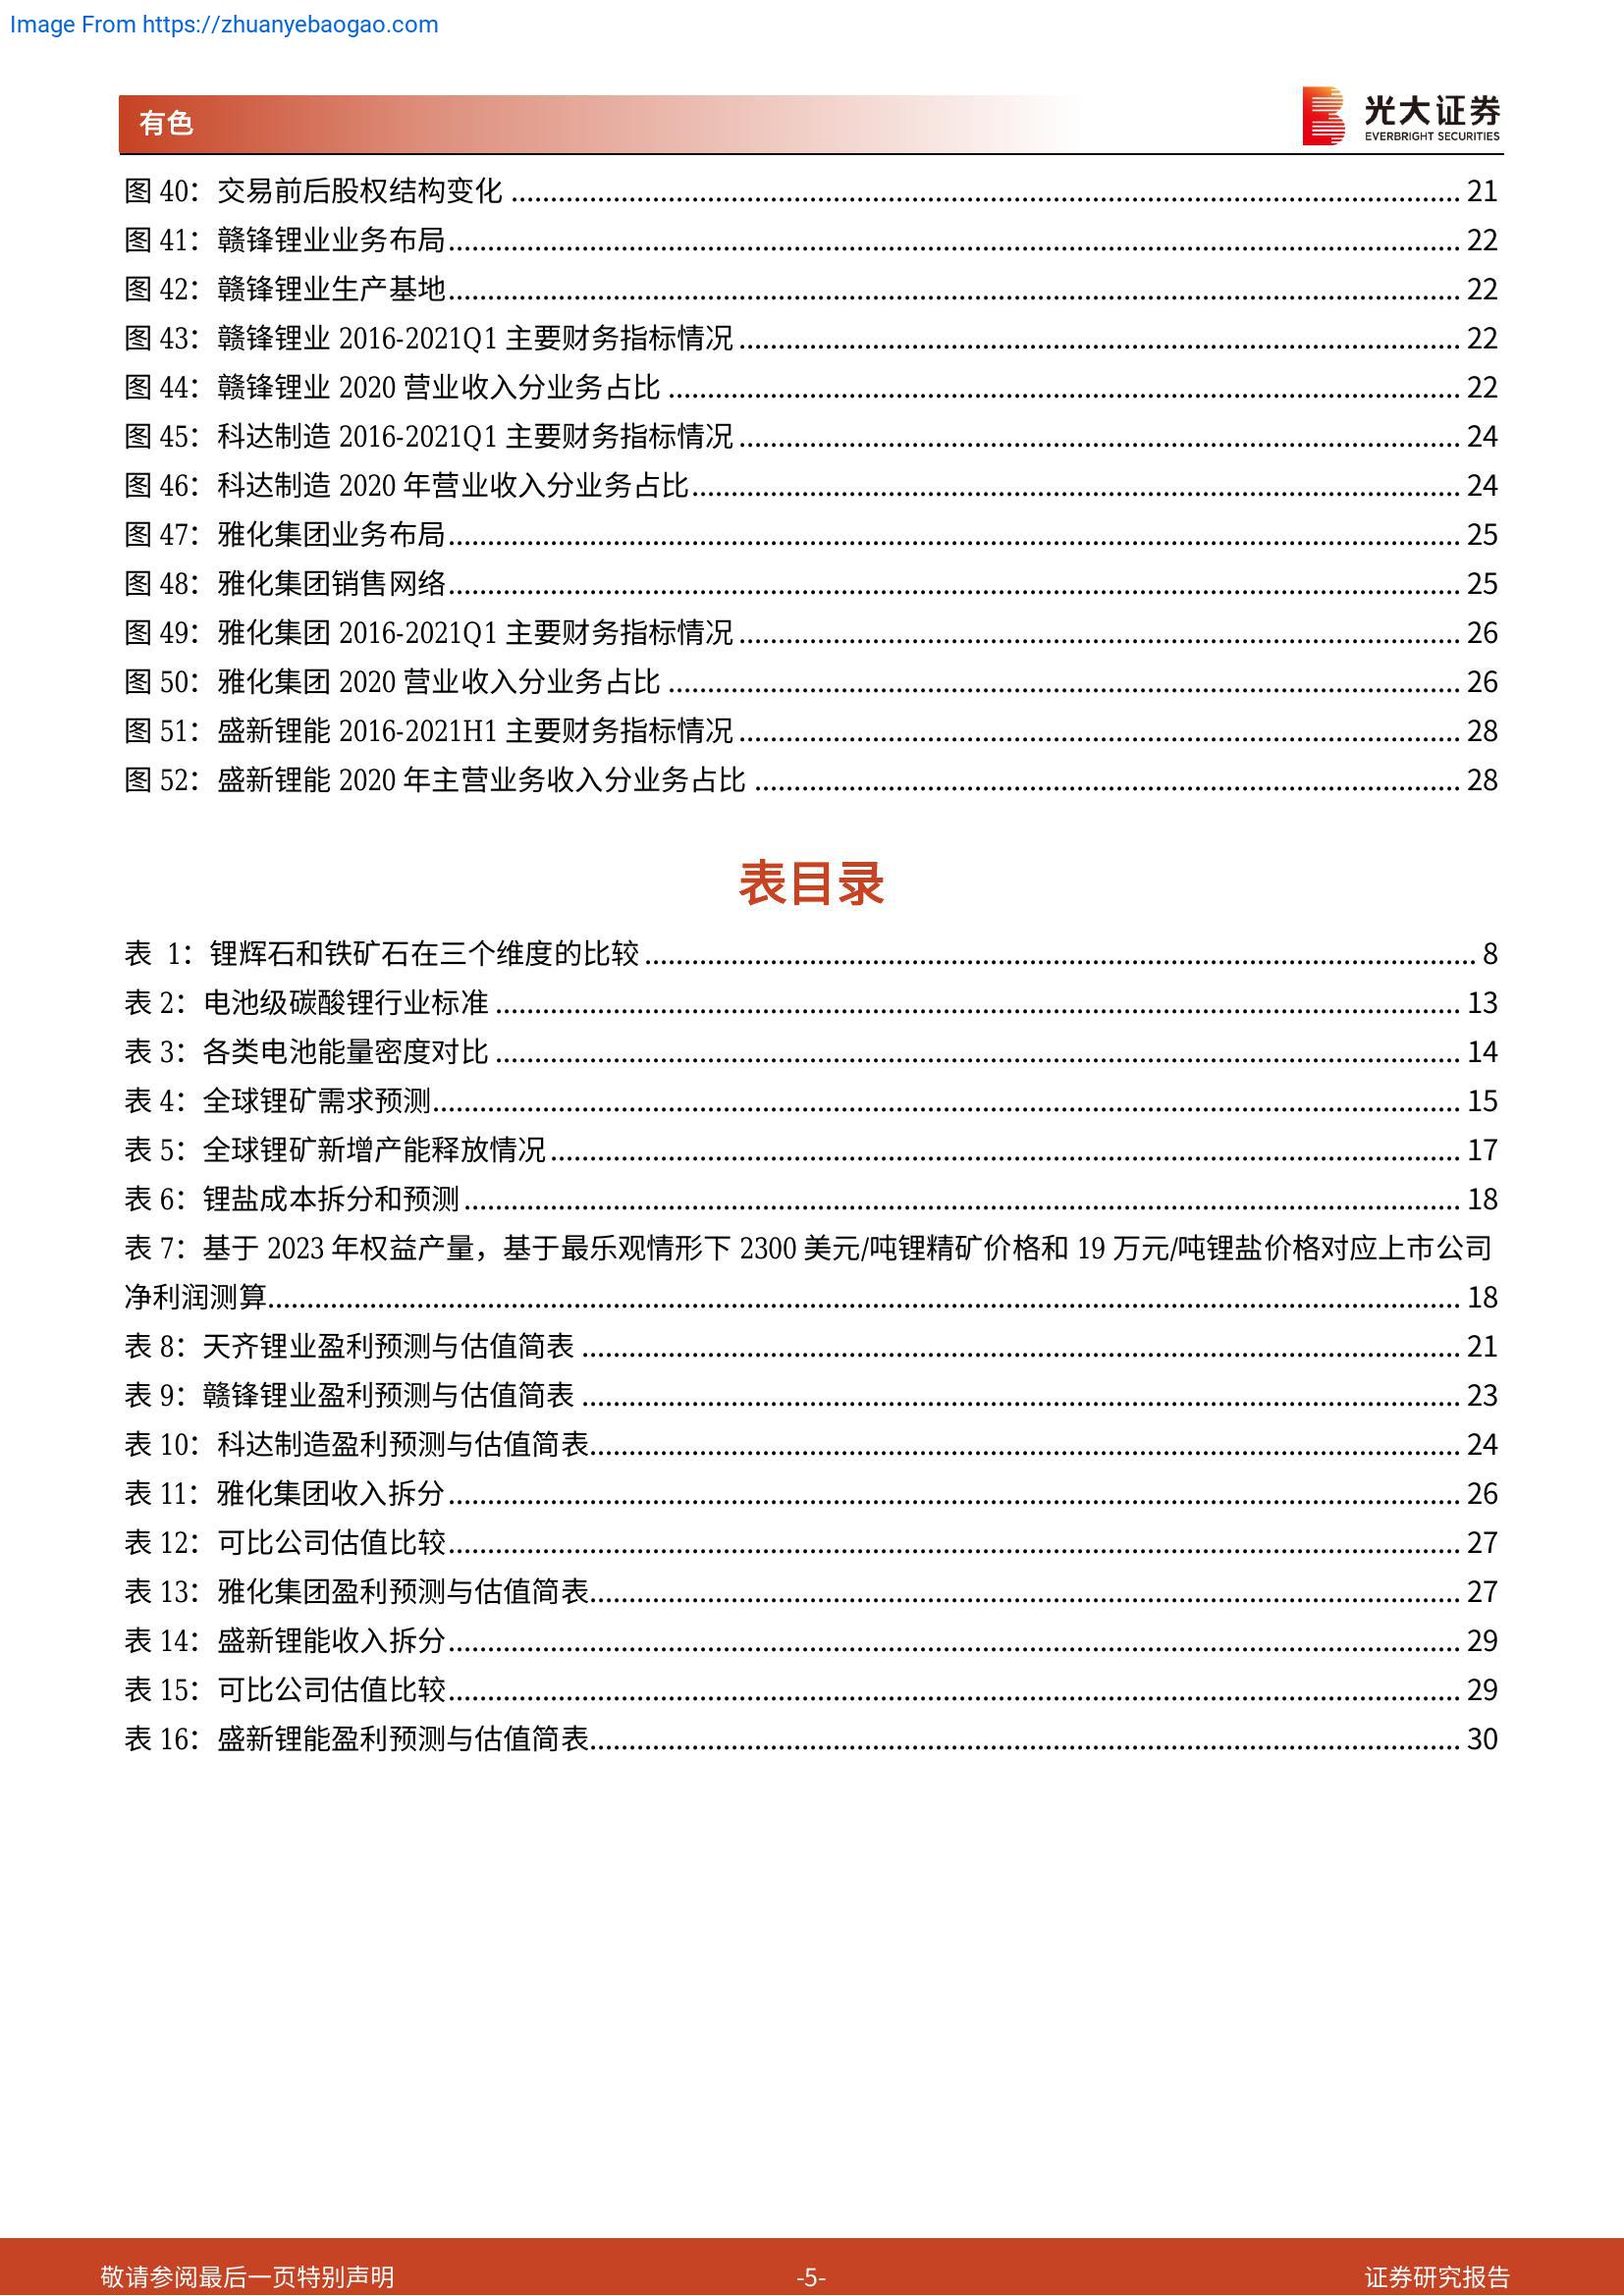 Image From https://zhuanyebaogao.com
有色
光大证券
EVERBRIGHT SECURITIES
图 40：交易前后股权结构变化 ........ 21
图 41：赣锋锂业业务布局 ........ 22
图 42：赣锋锂业生产基地 ........ 22
图 43：赣锋锂业 2016-2021Q1 主要财务指标情况 ........ 22
图 44：赣锋锂业 2020 营业收入分业务占比 ........ 22
图 45：科达制造 2016-2021Q1 主要财务指标情况 ........ 24
图 46：科达制造 2020 年营业收入分业务占比 ........ 24
图 47：雅化集团业务布局 ........ 25
图 48：雅化集团销售网络 ........ 25
图 49：雅化集团 2016-2021Q1 主要财务指标情况 ........ 26
图 50：雅化集团 2020 营业收入分业务占比 ........ 26
图 51：盛新锂能 2016-2021H1 主要财务指标情况 ........ 28
图 52：盛新锂能 2020 年主营业务收入分业务占比 ........ 28
表目录
表 1：锂辉石和铁矿石在三个维度的比较 ........ 8
表 2：电池级碳酸锂行业标准 ........ 13
表 3：各类电池能量密度对比 ........ 14
表 4：全球锂矿需求预测 ........ 15
表 5：全球锂矿新增产能释放情况 ........ 17
表 6：锂盐成本拆分和预测 ........ 18
表 7：基于 2023 年权益产量，基于最乐观情形下 2300 美元/吨锂精矿价格和 19 万元/吨锂盐价格对应上市公司
净利润测算 ........ 18
表 8：天齐锂业盈利预测与估值简表 ........ 21
表 9：赣锋锂业盈利预测与估值简表 ........ 23
表 10：科达制造盈利预测与估值简表 ........ 24
表 11：雅化集团收入拆分 ........ 26
表 12：可比公司估值比较 ........ 27
表 13：雅化集团盈利预测与估值简表 ........ 27
表 14：盛新锂能收入拆分 ........ 29
表 15：可比公司估值比较 ........ 29
表 16：盛新锂能盈利预测与估值简表 ........ 30
敬请参阅最后一页特别声明
-5-
证券研究报告